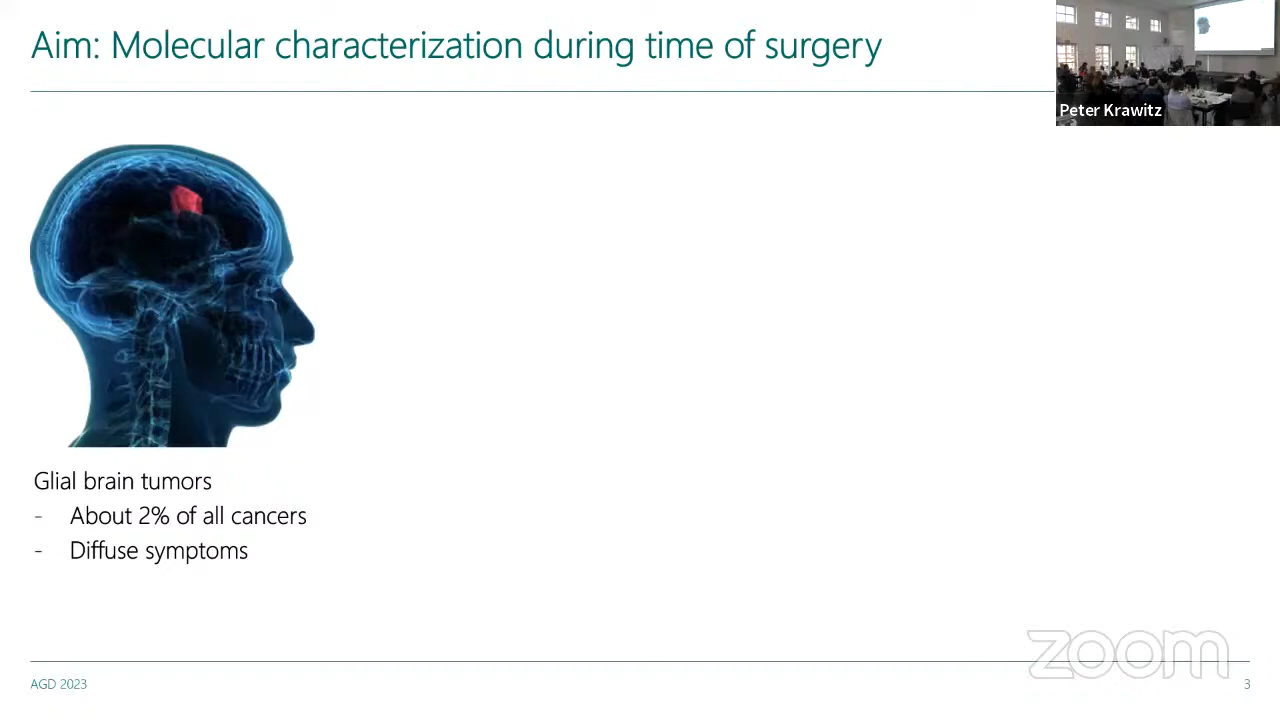 Aim: Molecular characterization during time of surgery
Peter Krawitz
Glial brain tumors
- About 2% of all cancers
- Diffuse symptoms
zoom
AGD 2023
3